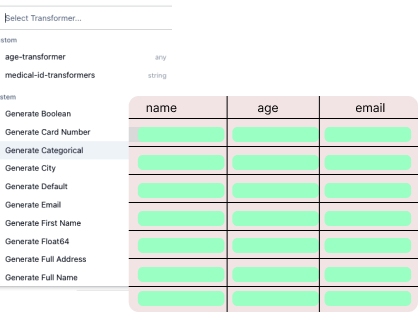 Select Transformer...
stom
age-transformer any
medical-id-transformers string
stem
Generate Boolean
Generate Card Number
Generate Categorical
Generate City
Generate Default
Generate Email
Generate First Name
Generate Float64
Generate Full Address
Generate Full Name
name age email